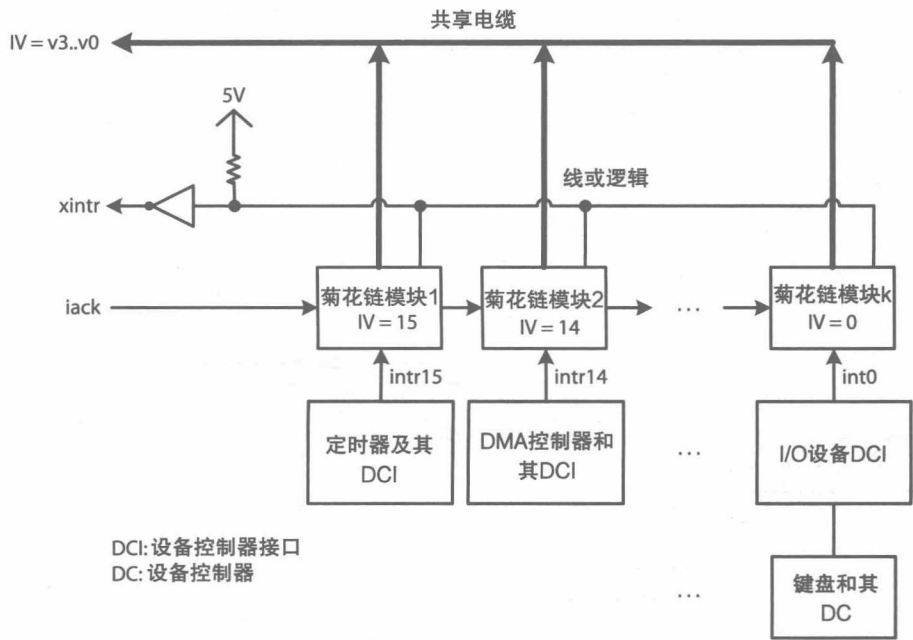 共享电缆
IV = v3..v0
5V
线或逻辑
xintr
iack
菊花链模块1
IV = 15
菊花链模块2
IV = 14
...
菊花链模块k
IV = 0
intr15
intr14
int0
定时器及其
DCI
DMA控制器和
其DCI
...
I/O设备DCI
DCI: 设备控制器接口
DC: 设备控制器
...
键盘和其
DC